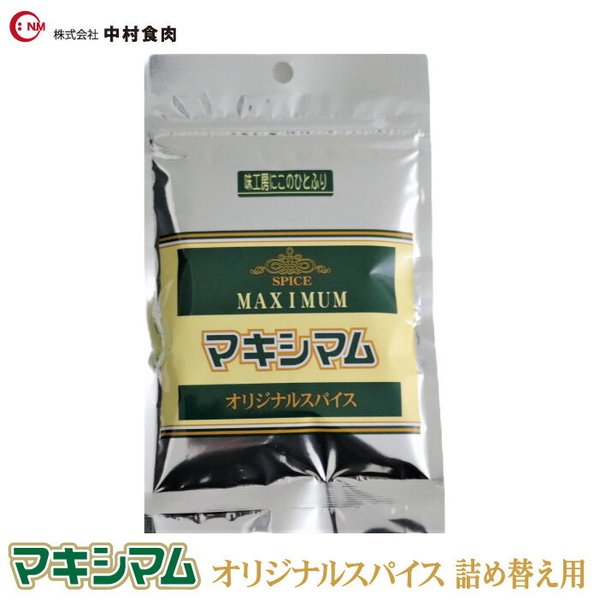 NM 株式会社 中村食肉
味工房にこのひとふり
SPICE
MAXIMUM
マキシマム
オリジナルスパイス
マキシマム オリジナルスパイス 詰め替え用